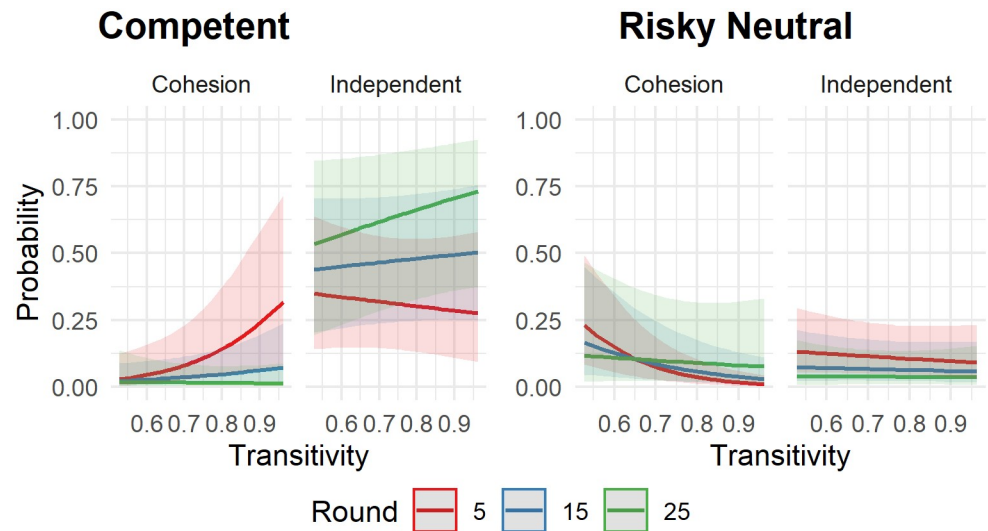 Competent Risky Neutral
Cohesion Independent Cohesion Independent
1.00 1.00
0.75 0.75
0.50 0.50
0.25 0.25
0.00 0.00
Probability
0.6 0.7 0.8 0.9 0.6 0.7 0.8 0.9 0.6 0.7 0.8 0.9 0.6 0.7 0.8 0.9
Transitivity Transitivity
Round 5 15 25